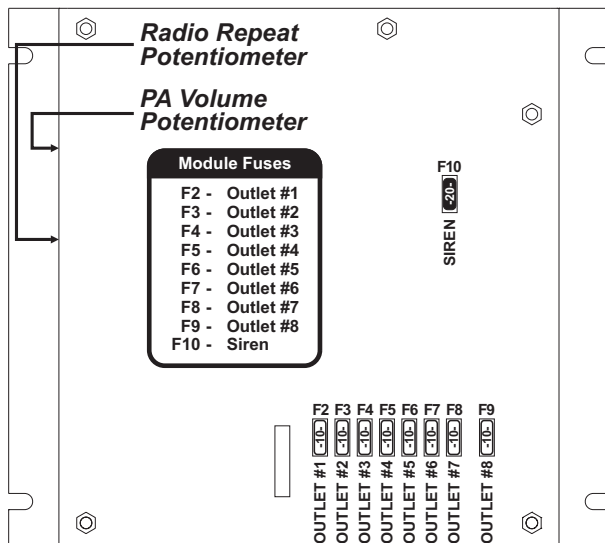 Radio Repeat
Potentiometer
PA Volume
Potentiometer
Module Fuses
F2 - Outlet #1
F3 - Outlet #2
F4 - Outlet #3
F5 - Outlet #4
F6 - Outlet #5
F7 - Outlet #6
F8 - Outlet #7
F9 - Outlet #8
F10 - Siren
F10
-20-
SIREN
F2 F3 F4 F5 F6 F7 F8 F9
-10- -10- -10- -10- -10- -10- -10- -10-
OUTLET #1
OUTLET #2
OUTLET #3
OUTLET #4
OUTLET #5
OUTLET #6
OUTLET #7
OUTLET #8